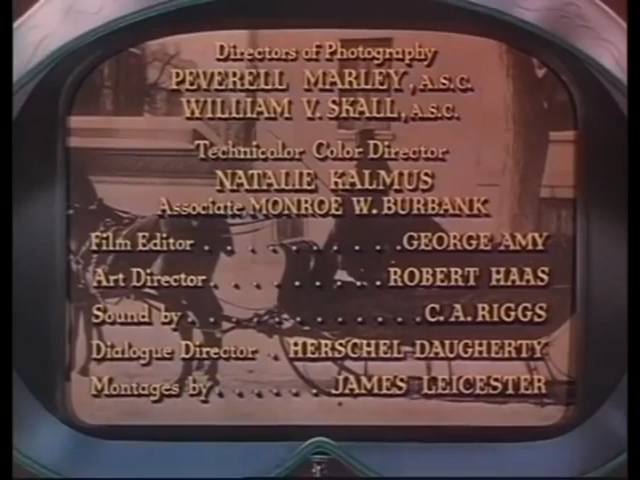 Directors of Photography
PEVERELL MARLEY, A.S.C.
WILLIAM V. SKALL, A.S.C.
Technicolor Color Director
NATALIE KALMUS
Associate MONROE W. BURBANK
Film Editor . . . . . . . . . . GEORGE AMY
Art Director . . . . . . . . . ROBERT HAAS
Sound by . . . . . . . . . . . . C. A. RIGGS
Dialogue Director . HERSCHEL DAUGHERTY
Montages by . . . . . . JAMES LEICESTER